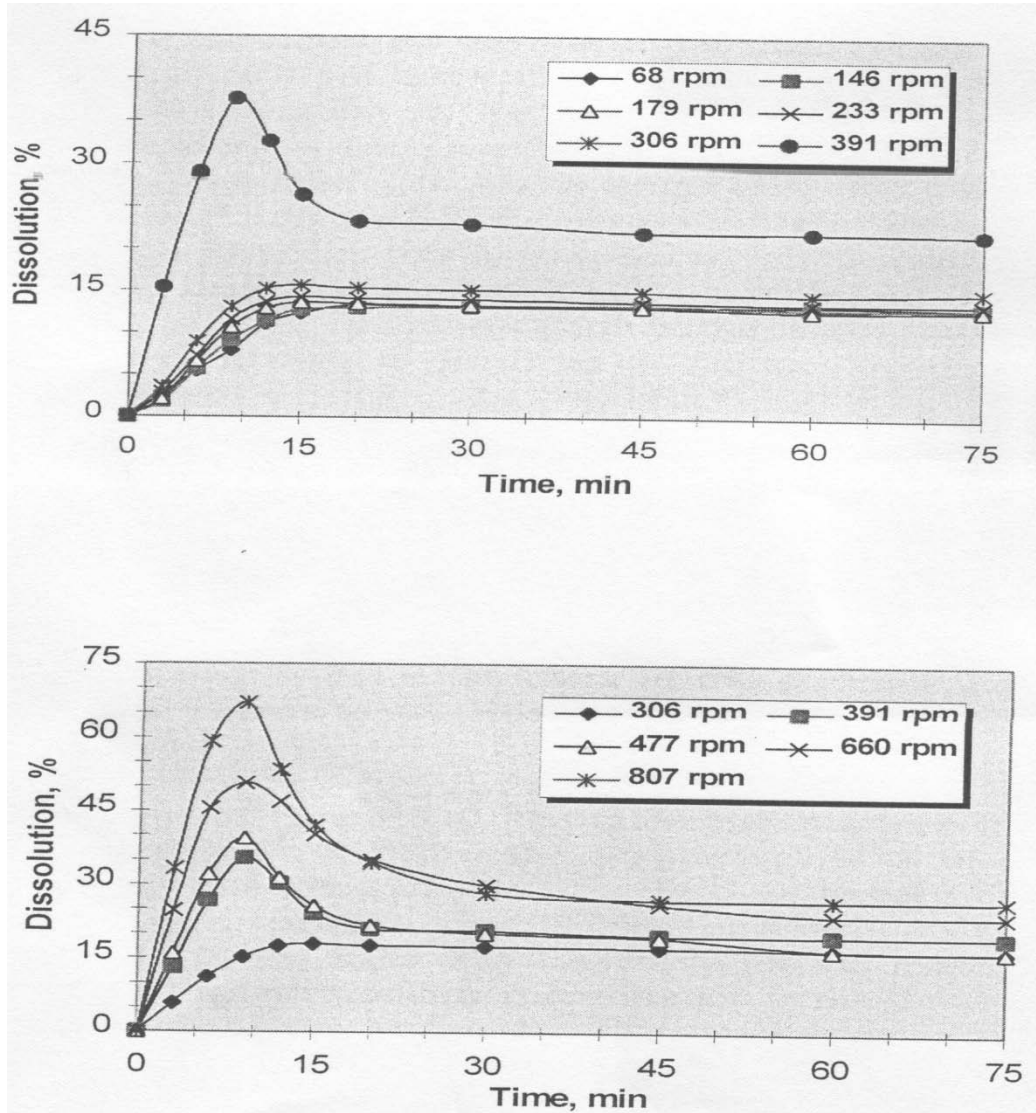 45
30
15
0
Dissolution, %
68 rpm 146 rpm
179 rpm 233 rpm
306 rpm 391 rpm
0 15 30 45 60 75
Time, min
75
60
45
30
15
0
Dissolution, %
306 rpm 391 rpm
477 rpm 660 rpm
807 rpm
0 15 30 45 60 75
Time, min